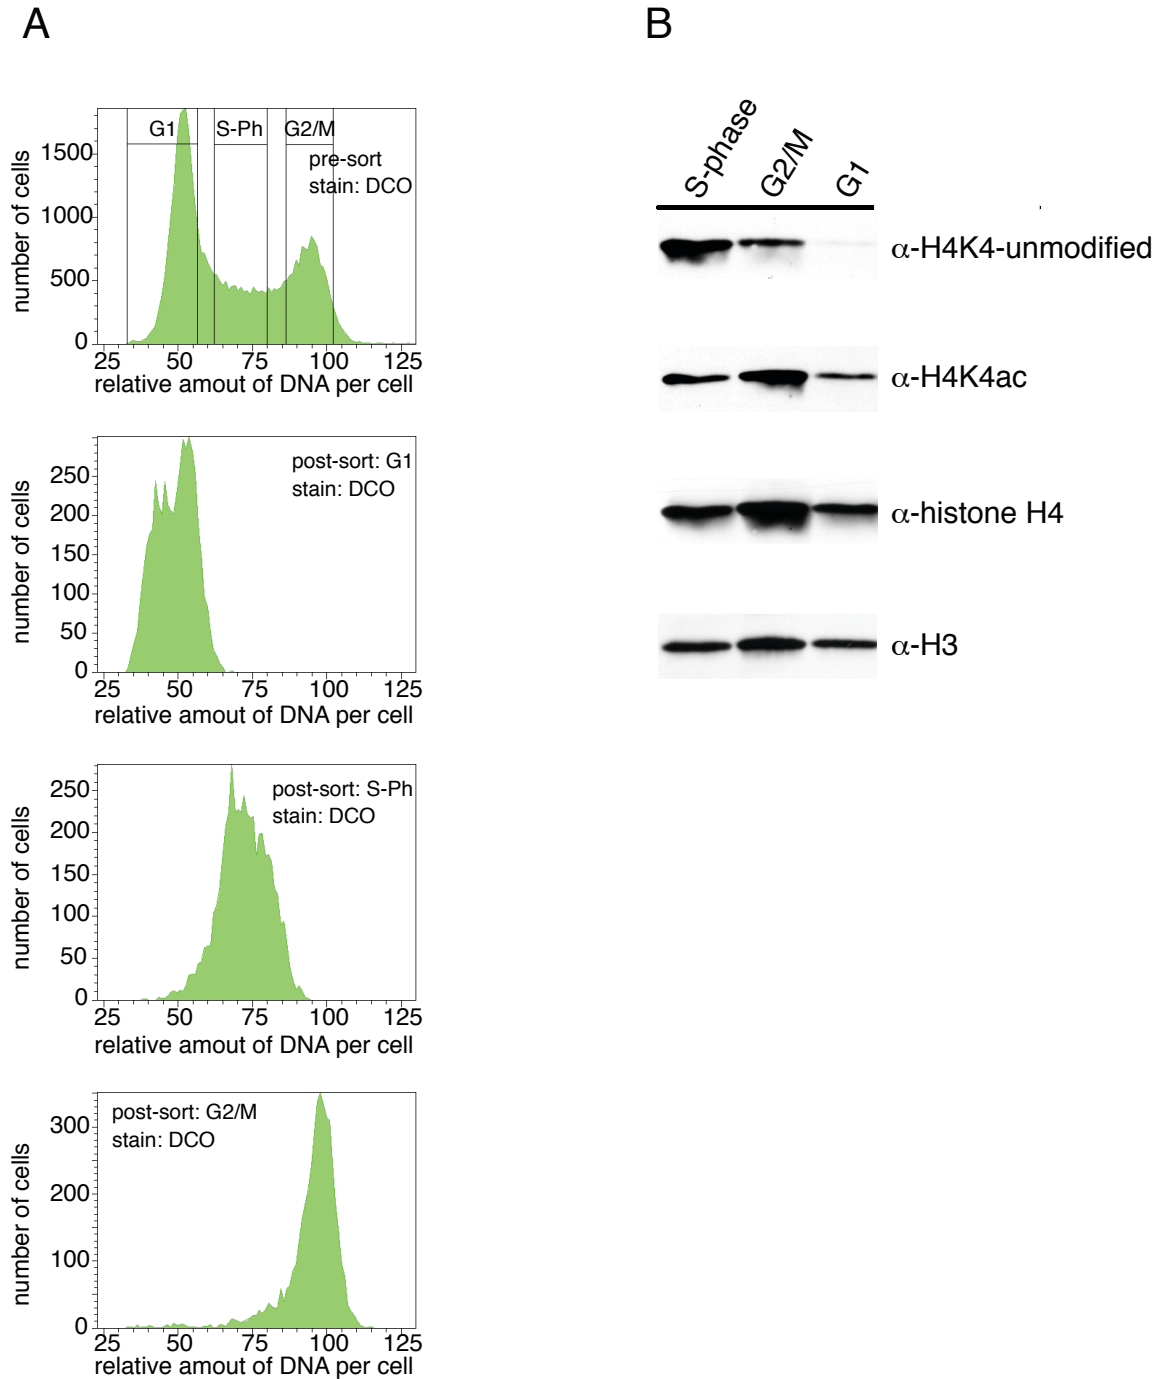 A
B
G1
S-Ph
G2/M
pre-sort
stain: DCO
1500
1000
500
0
25
50
75
100
125
number of cells
relative amout of DNA per cell
post-sort: G1
stain: DCO
250
200
150
100
50
0
25
50
75
100
125
number of cells
relative amout of DNA per cell
post-sort: S-Ph
stain: DCO
250
200
150
100
50
0
25
50
75
100
125
number of cells
relative amout of DNA per cell
post-sort: G2/M
stain: DCO
300
200
100
0
25
50
75
100
125
number of cells
relative amout of DNA per cell
S-phase
G2/M
G1
α-H4K4-unmodified
α-H4K4ac
α-histone H4
α-H3